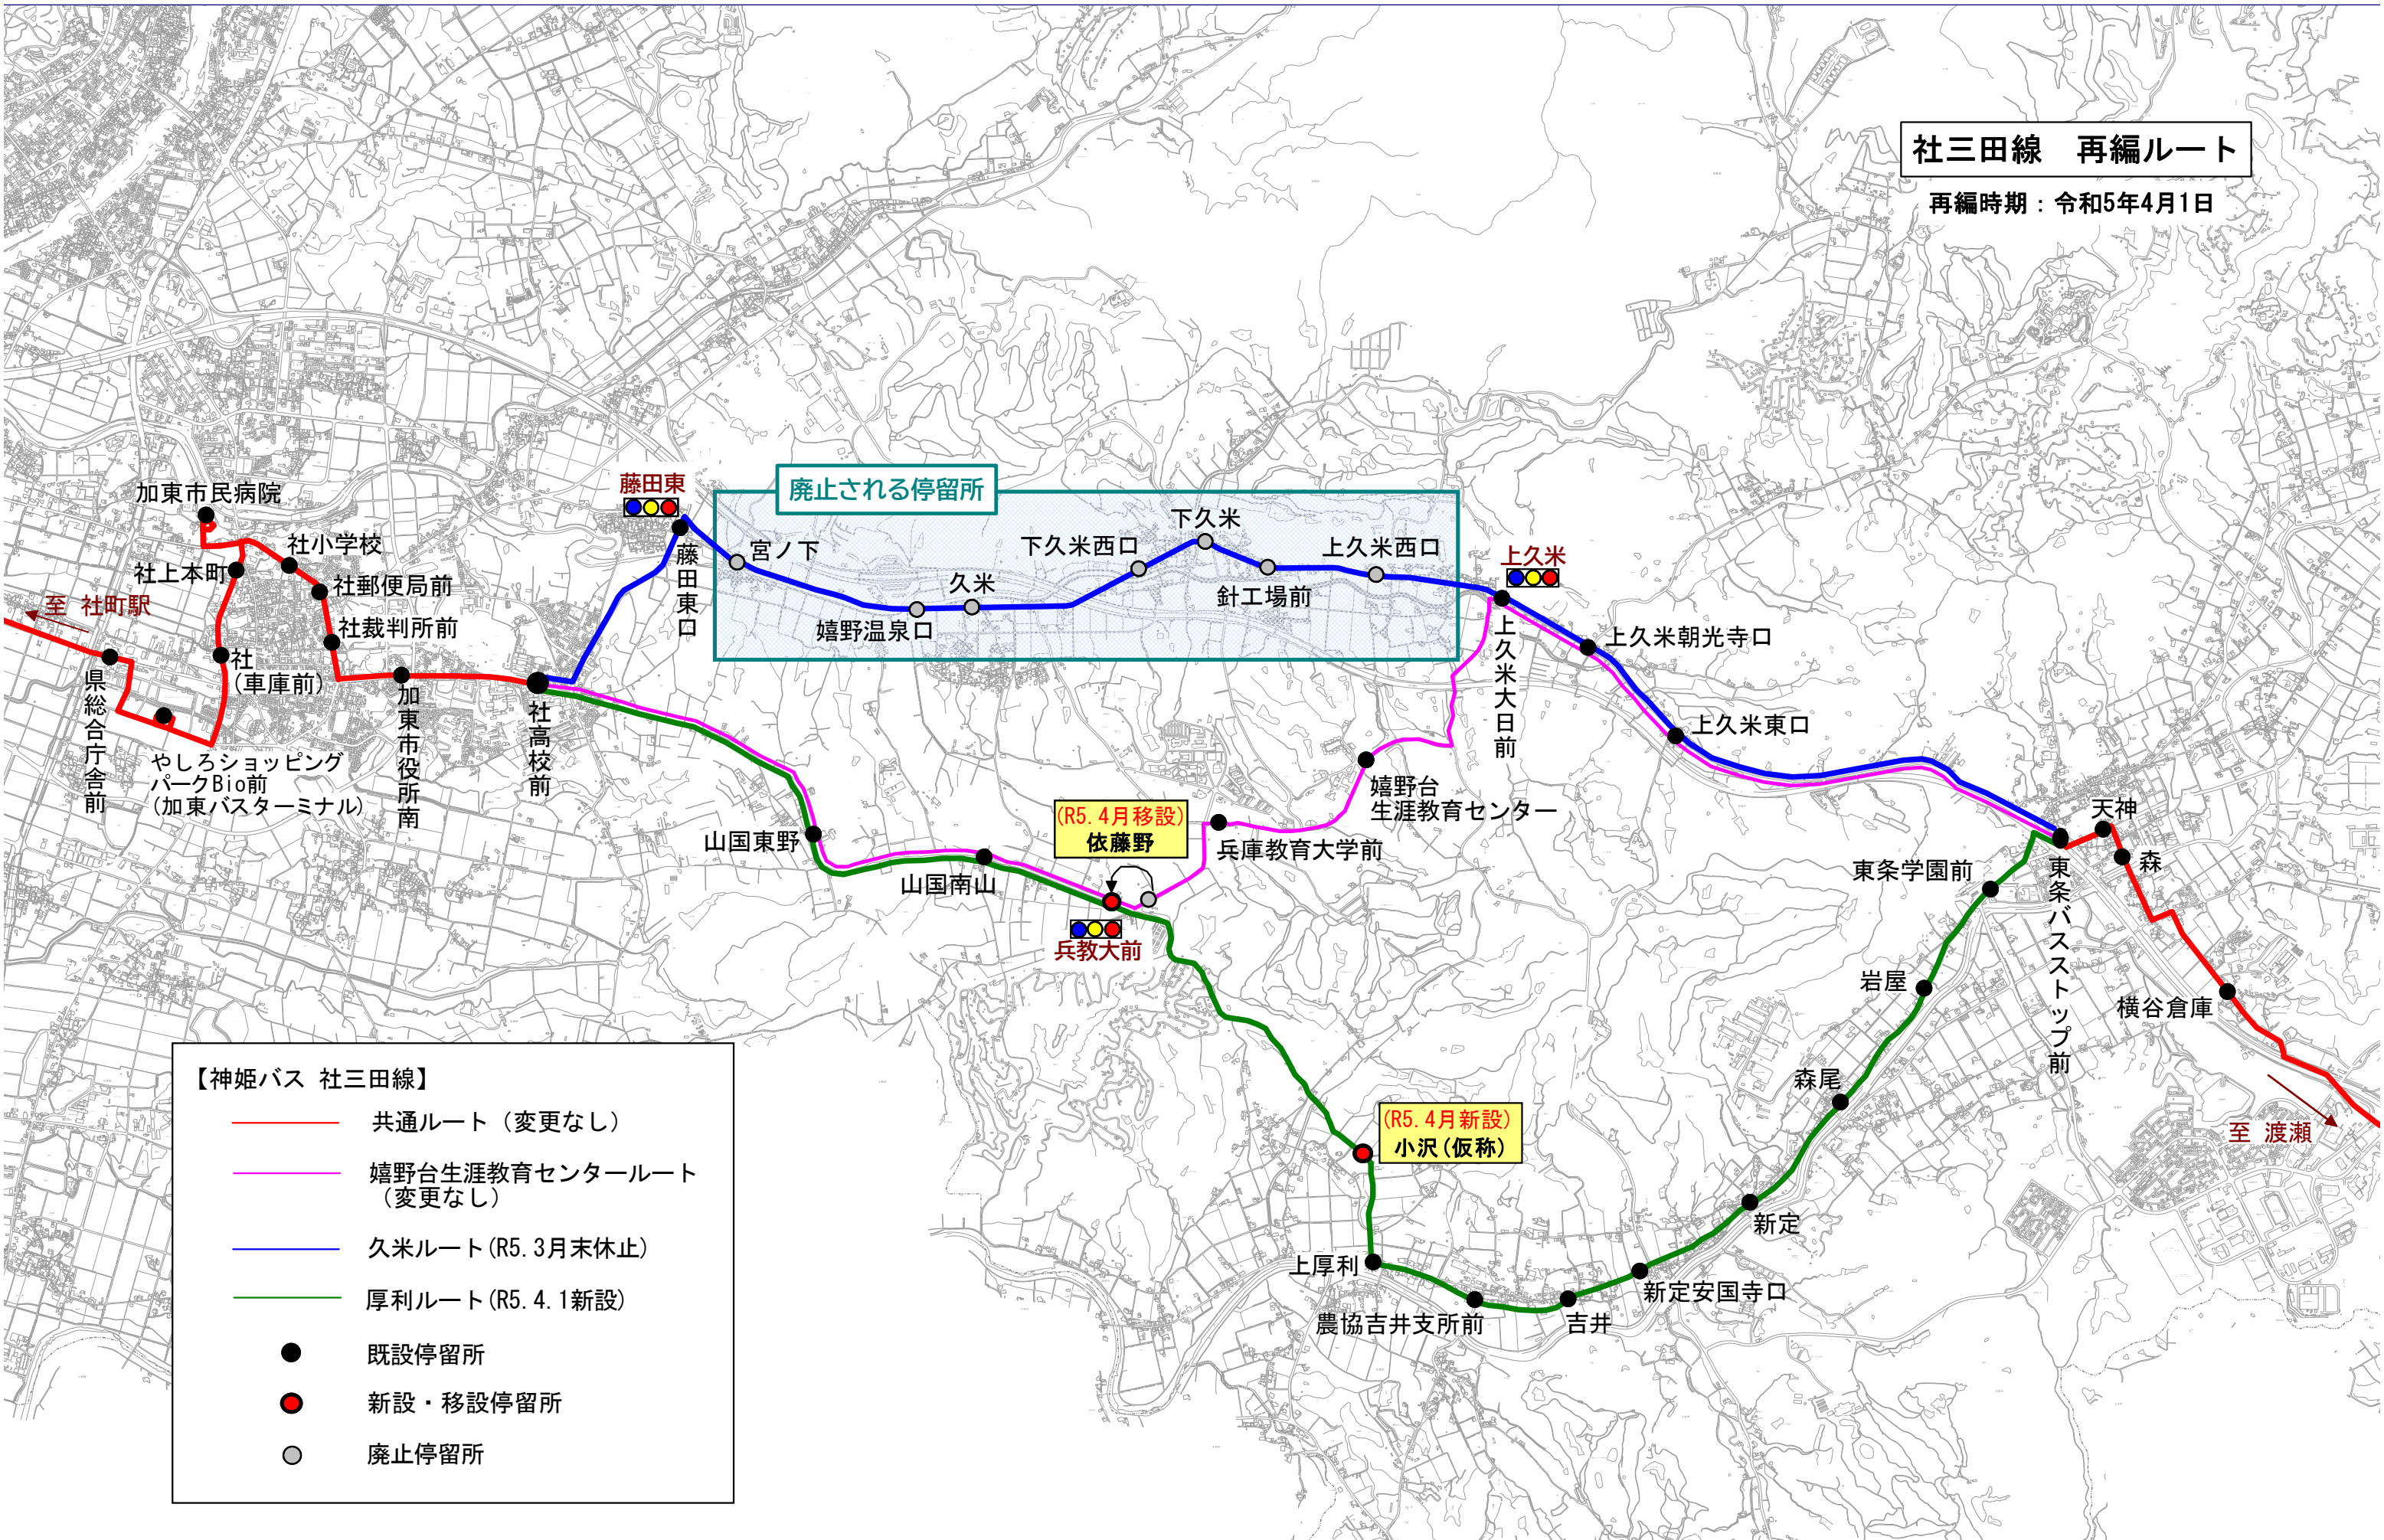 社三田線　再編ルート
再編時期：令和5年4月1日
藤田東
廃止される停留所
加東市民病院
社小学校
社上本町
社郵便局前
至 社町駅
社裁判所前
社
(車庫前)
県総合庁舎前
やしろショッピング
パークBio前
(加東バスターミナル)
加東市役所南
社高校前
藤田東口
宮ノ下
嬉野温泉口
久米
下久米西口
下久米
針工場前
上久米西口
上久米
上久米大日前
上久米朝光寺口
上久米東口
嬉野台
生涯教育センター
兵庫教育大学前
(R5.4月移設)
依藤野
山国東野
山国南山
兵教大前
天神
森
東条学園前
東条バスストップ前
岩屋
横谷倉庫
森尾
至 渡瀬
(R5.4月新設)
小沢(仮称)
新定
上厚利
新定安国寺口
農協吉井支所前
吉井
【神姫バス 社三田線】
共通ルート（変更なし）
嬉野台生涯教育センタールート
（変更なし）
久米ルート(R5.3月末休止)
厚利ルート(R5.4.1新設)
既設停留所
新設・移設停留所
廃止停留所